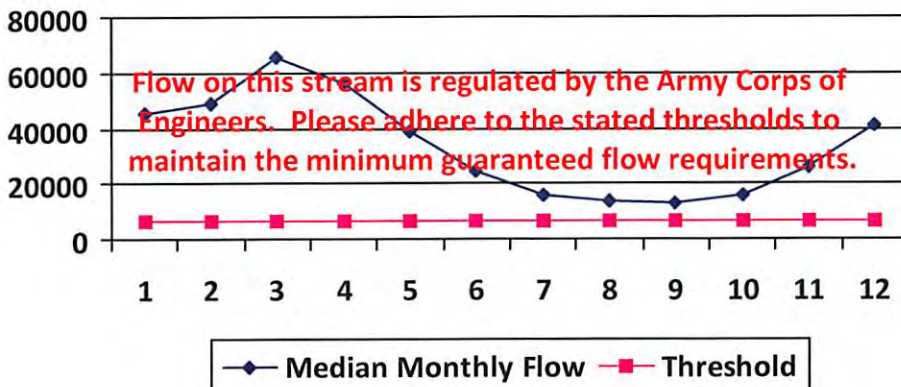 80000
60000
40000
20000
0
Flow on this stream is regulated by the Army Corps of
Engineers. Please adhere to the stated thresholds to
maintain the minimum guaranteed flow requirements.
1 2 3 4 5 6 7 8 9 10 11 12
Median Monthly Flow Threshold